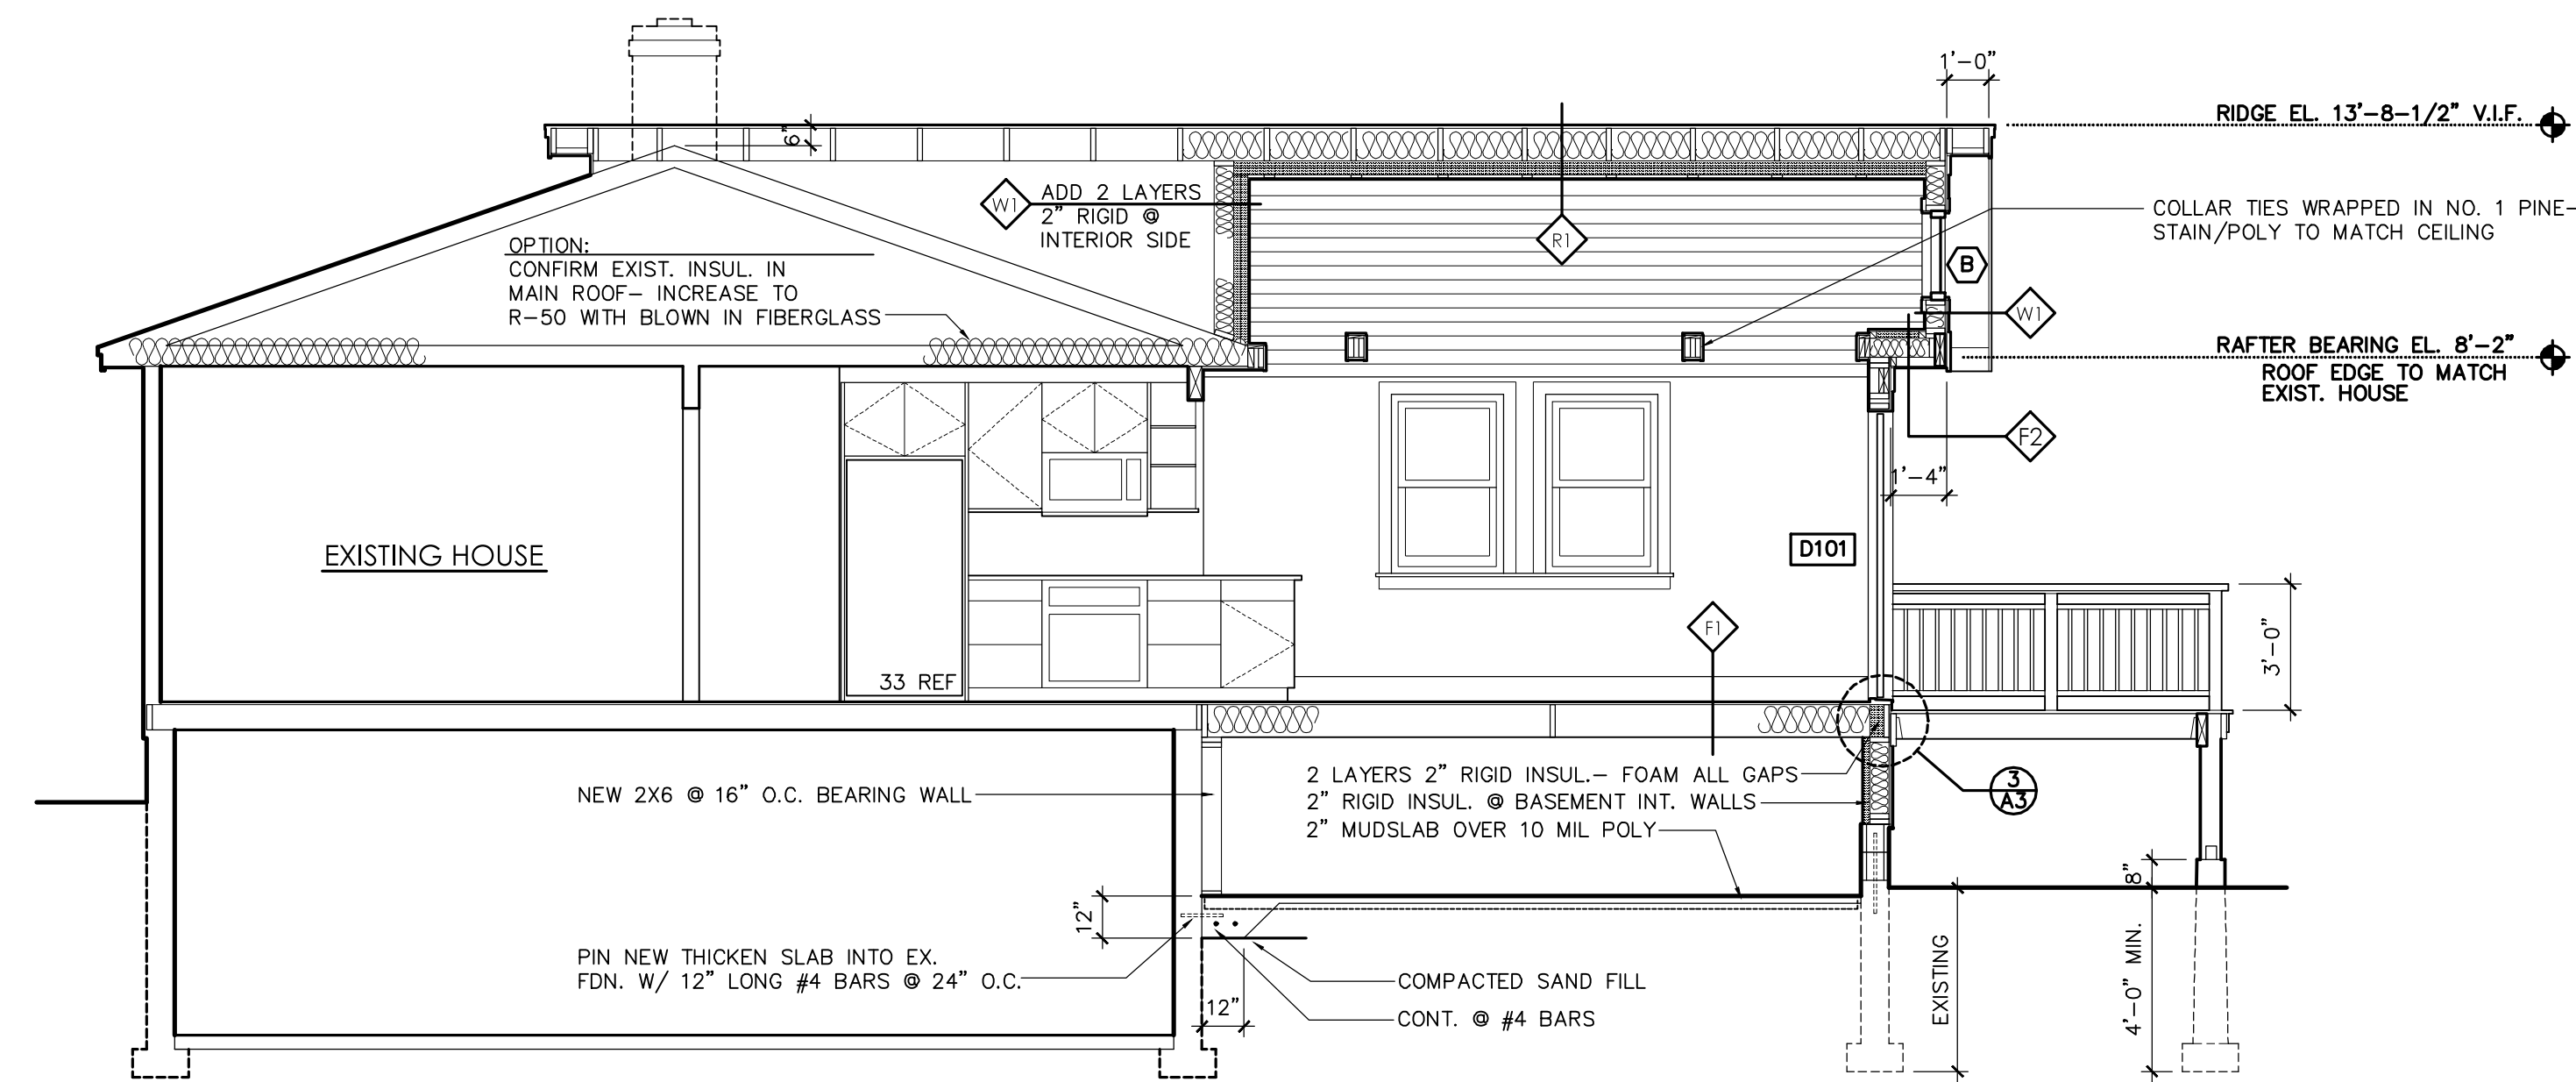 1'-0"
RIDGE EL. 13'-8-1/2" V.I.F.
6"
W1
ADD 2 LAYERS
2" RIGID @
INTERIOR SIDE
R1
COLLAR TIES WRAPPED IN NO. 1 PINE-
STAIN/POLY TO MATCH CEILING
OPTION:
CONFIRM EXIST. INSUL. IN
MAIN ROOF- INCREASE TO
R-50 WITH BLOWN IN FIBERGLASS
B
W1
RAFTER BEARING EL. 8'-2"
ROOF EDGE TO MATCH
EXIST. HOUSE
F2
1'-4"
EXISTING HOUSE
D101
F1
3'-0"
33 REF
NEW 2X6 @ 16" O.C. BEARING WALL
2 LAYERS 2" RIGID INSUL.- FOAM ALL GAPS
2" RIGID INSUL. @ BASEMENT INT. WALLS
2" MUDSLAB OVER 10 MIL POLY
3
A3
8"
12"
PIN NEW THICKEN SLAB INTO EX.
FDN. W/ 12" LONG #4 BARS @ 24" O.C.
COMPACTED SAND FILL
12"
CONT. @ #4 BARS
EXISTING
4'-0" MIN.